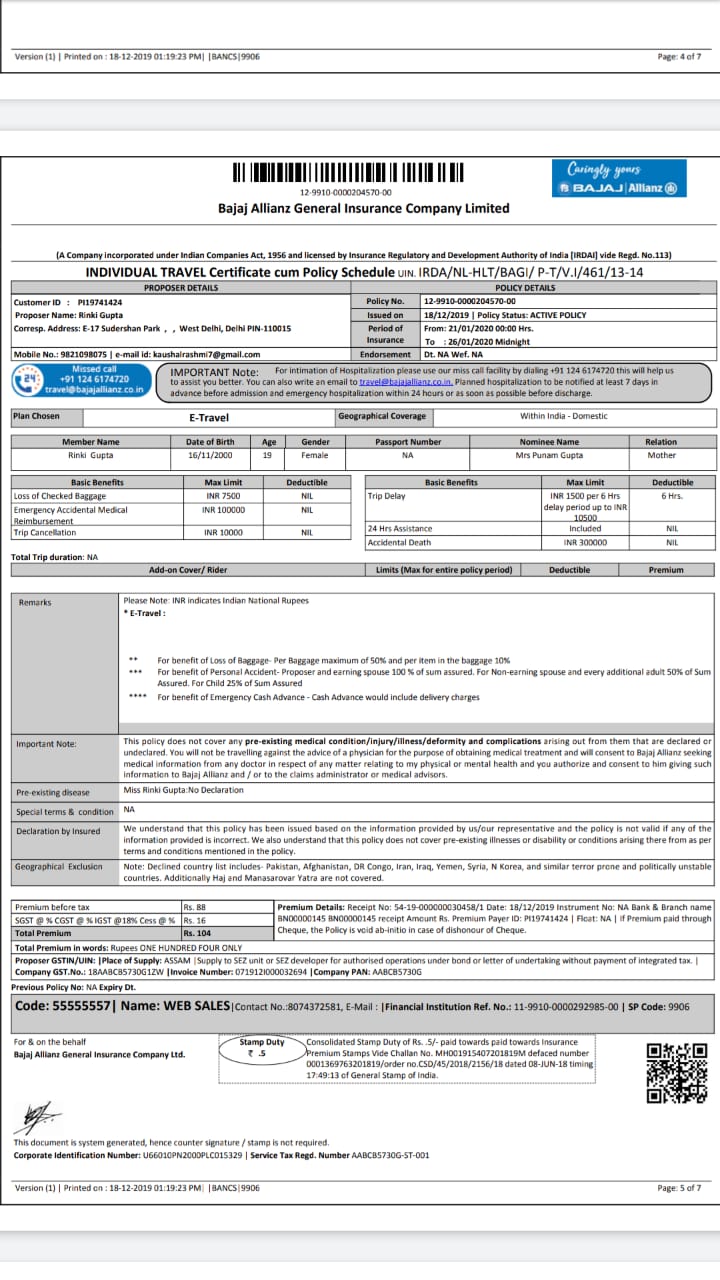 Version (1) | Printed on : 18-12-2019 01:19:23 PM| |BANCS|9906 Page: 4 of 7
Caringly yours
BAJAJ | Allianz
12-9910-0000204570-00
Bajaj Allianz General Insurance Company Limited
(A Company incorporated under Indian Companies Act, 1956 and licensed by Insurance Regulatory and Development Authority of India [IRDAI] vide Regd. No.113)
INDIVIDUAL TRAVEL Certificate cum Policy Schedule UIN. IRDA/NL-HLT/BAGI/ P-T/V.I/461/13-14
PROPOSER DETAILS POLICY DETAILS
Customer ID : PI19741424 Policy No. 12-9910-0000204570-00
Proposer Name: Rinki Gupta Issued on 18/12/2019 | Policy Status: ACTIVE POLICY
Corresp. Address: E-17 Sudershan Park , , West Delhi, Delhi PIN-110015 Period of Insurance From: 21/01/2020 00:00 Hrs.
To : 26/01/2020 Midnight
Mobile No.: 9821098075 | e-mail id: kaushalrashmi7@gmail.com Endorsement Dt. NA Wef. NA
24
Missed call
+91 124 6174720
travel@bajajallianz.co.in
IMPORTANT Note: For intimation of Hospitalization please use our miss call facility by dialing +91 124 6174720 this will help us
to assist you better. You can also write an email to travel@bajajallianz.co.in. Planned hospitalization to be notified at least 7 days in
advance before admission and emergency hospitalization within 24 hours or as soon as possible before discharge.
Plan Chosen E-Travel Geographical Coverage Within India - Domestic
Member Name Date of Birth Age Gender Passport Number Nominee Name Relation
Rinki Gupta 16/11/2000 19 Female NA Mrs Punam Gupta Mother
Basic Benefits Max Limit Deductible Basic Benefits Max Limit Deductible
Loss of Checked Baggage INR 7500 NIL
Emergency Accidental Medical Reimbursement INR 100000 NIL
Trip Cancellation INR 10000 NIL
Trip Delay INR 1500 per 6 Hrs delay period up to INR 10500 6 Hrs.
24 Hrs Assistance Included NIL
Accidental Death INR 300000 NIL
Total Trip duration: NA
Add-on Cover/ Rider Limits (Max for entire policy period) Deductible Premium
Remarks Please Note: INR indicates Indian National Rupees
* E-Travel :
** For benefit of Loss of Baggage- Per Baggage maximum of 50% and per item in the baggage 10%
*** For benefit of Personal Accident- Proposer and earning spouse 100 % of sum assured. For Non-earning spouse and every additional adult 50% of Sum
Assured. For Child 25% of Sum Assured
**** For benefit of Emergency Cash Advance - Cash Advance would include delivery charges
Important Note: This policy does not cover any pre-existing medical condition/injury/illness/deformity and complications arising out from them that are declared or
undeclared. You will not be travelling against the advice of a physician for the purpose of obtaining medical treatment and will consent to Bajaj Allianz seeking
medical information from any doctor in respect of any matter relating to my physical or mental health and you authorize and consent to him giving such
information to Bajaj Allianz and / or to the claims administrator or medical advisors.
Pre-existing disease Miss Rinki Gupta:No Declaration
Special terms & condition NA
Declaration by Insured We understand that this policy has been issued based on the information provided by us/our representative and the policy is not valid if any of the
information provided is incorrect. We also understand that this policy does not cover pre-existing illnesses or disability or conditions arising there from as per
terms and conditions mentioned in the policy.
Geographical Exclusion Note: Declined country list includes- Pakistan, Afghanistan, DR Congo, Iran, Iraq, Yemen, Syria, N Korea, and similar terror prone and politically unstable
countries. Additionally Haj and Manasarovar Yatra are not covered.
Premium before tax Rs. 88 Premium Details: Receipt No: 54-19-000000030458/1 Date: 18/12/2019 Instrument No: NA Bank & Branch name
SGST @ % CGST @ % IGST @18% Cess @ % Rs. 16 BN00000145 BN00000145 receipt Amount Rs. Premium Payer ID: PI19741424 | Float: NA | If Premium paid through
Total Premium Rs. 104 Cheque, the Policy is void ab-initio in case of dishonour of Cheque.
Total Premium in words: Rupees ONE HUNDRED FOUR ONLY
Proposer GSTIN/UIN: |Place of Supply: ASSAM |Supply to SEZ unit or SEZ developer for authorised operations under bond or letter of undertaking without payment of integrated tax. |
Company GST.No.: 18AABCB5730G1ZW |Invoice Number: 071912I000032694 |Company PAN: AABCB5730G
Previous Policy No: NA Expiry Dt.
Code: 55555557| Name: WEB SALES|Contact No.:8074372581, E-Mail : |Financial Institution Ref. No.: 11-9910-0000292985-00 | SP Code: 9906
For & on the behalf
Bajaj Allianz General Insurance Company Ltd.
Stamp Duty
₹ .5
Consolidated Stamp Duty of Rs. .5/- paid towards paid towards Insurance
Premium Stamps Vide Challan No. MH001915407201819M defaced number
0001369763201819/order no.CSD/45/2018/2156/18 dated 08-JUN-18 timing
17:49:13 of General Stamp of India.
This document is system generated, hence counter signature / stamp is not required.
Corporate Identification Number: U66010PN2000PLC015329 | Service Tax Regd. Number AABCB5730G-ST-001
Version (1) | Printed on : 18-12-2019 01:19:23 PM| |BANCS|9906 Page: 5 of 7